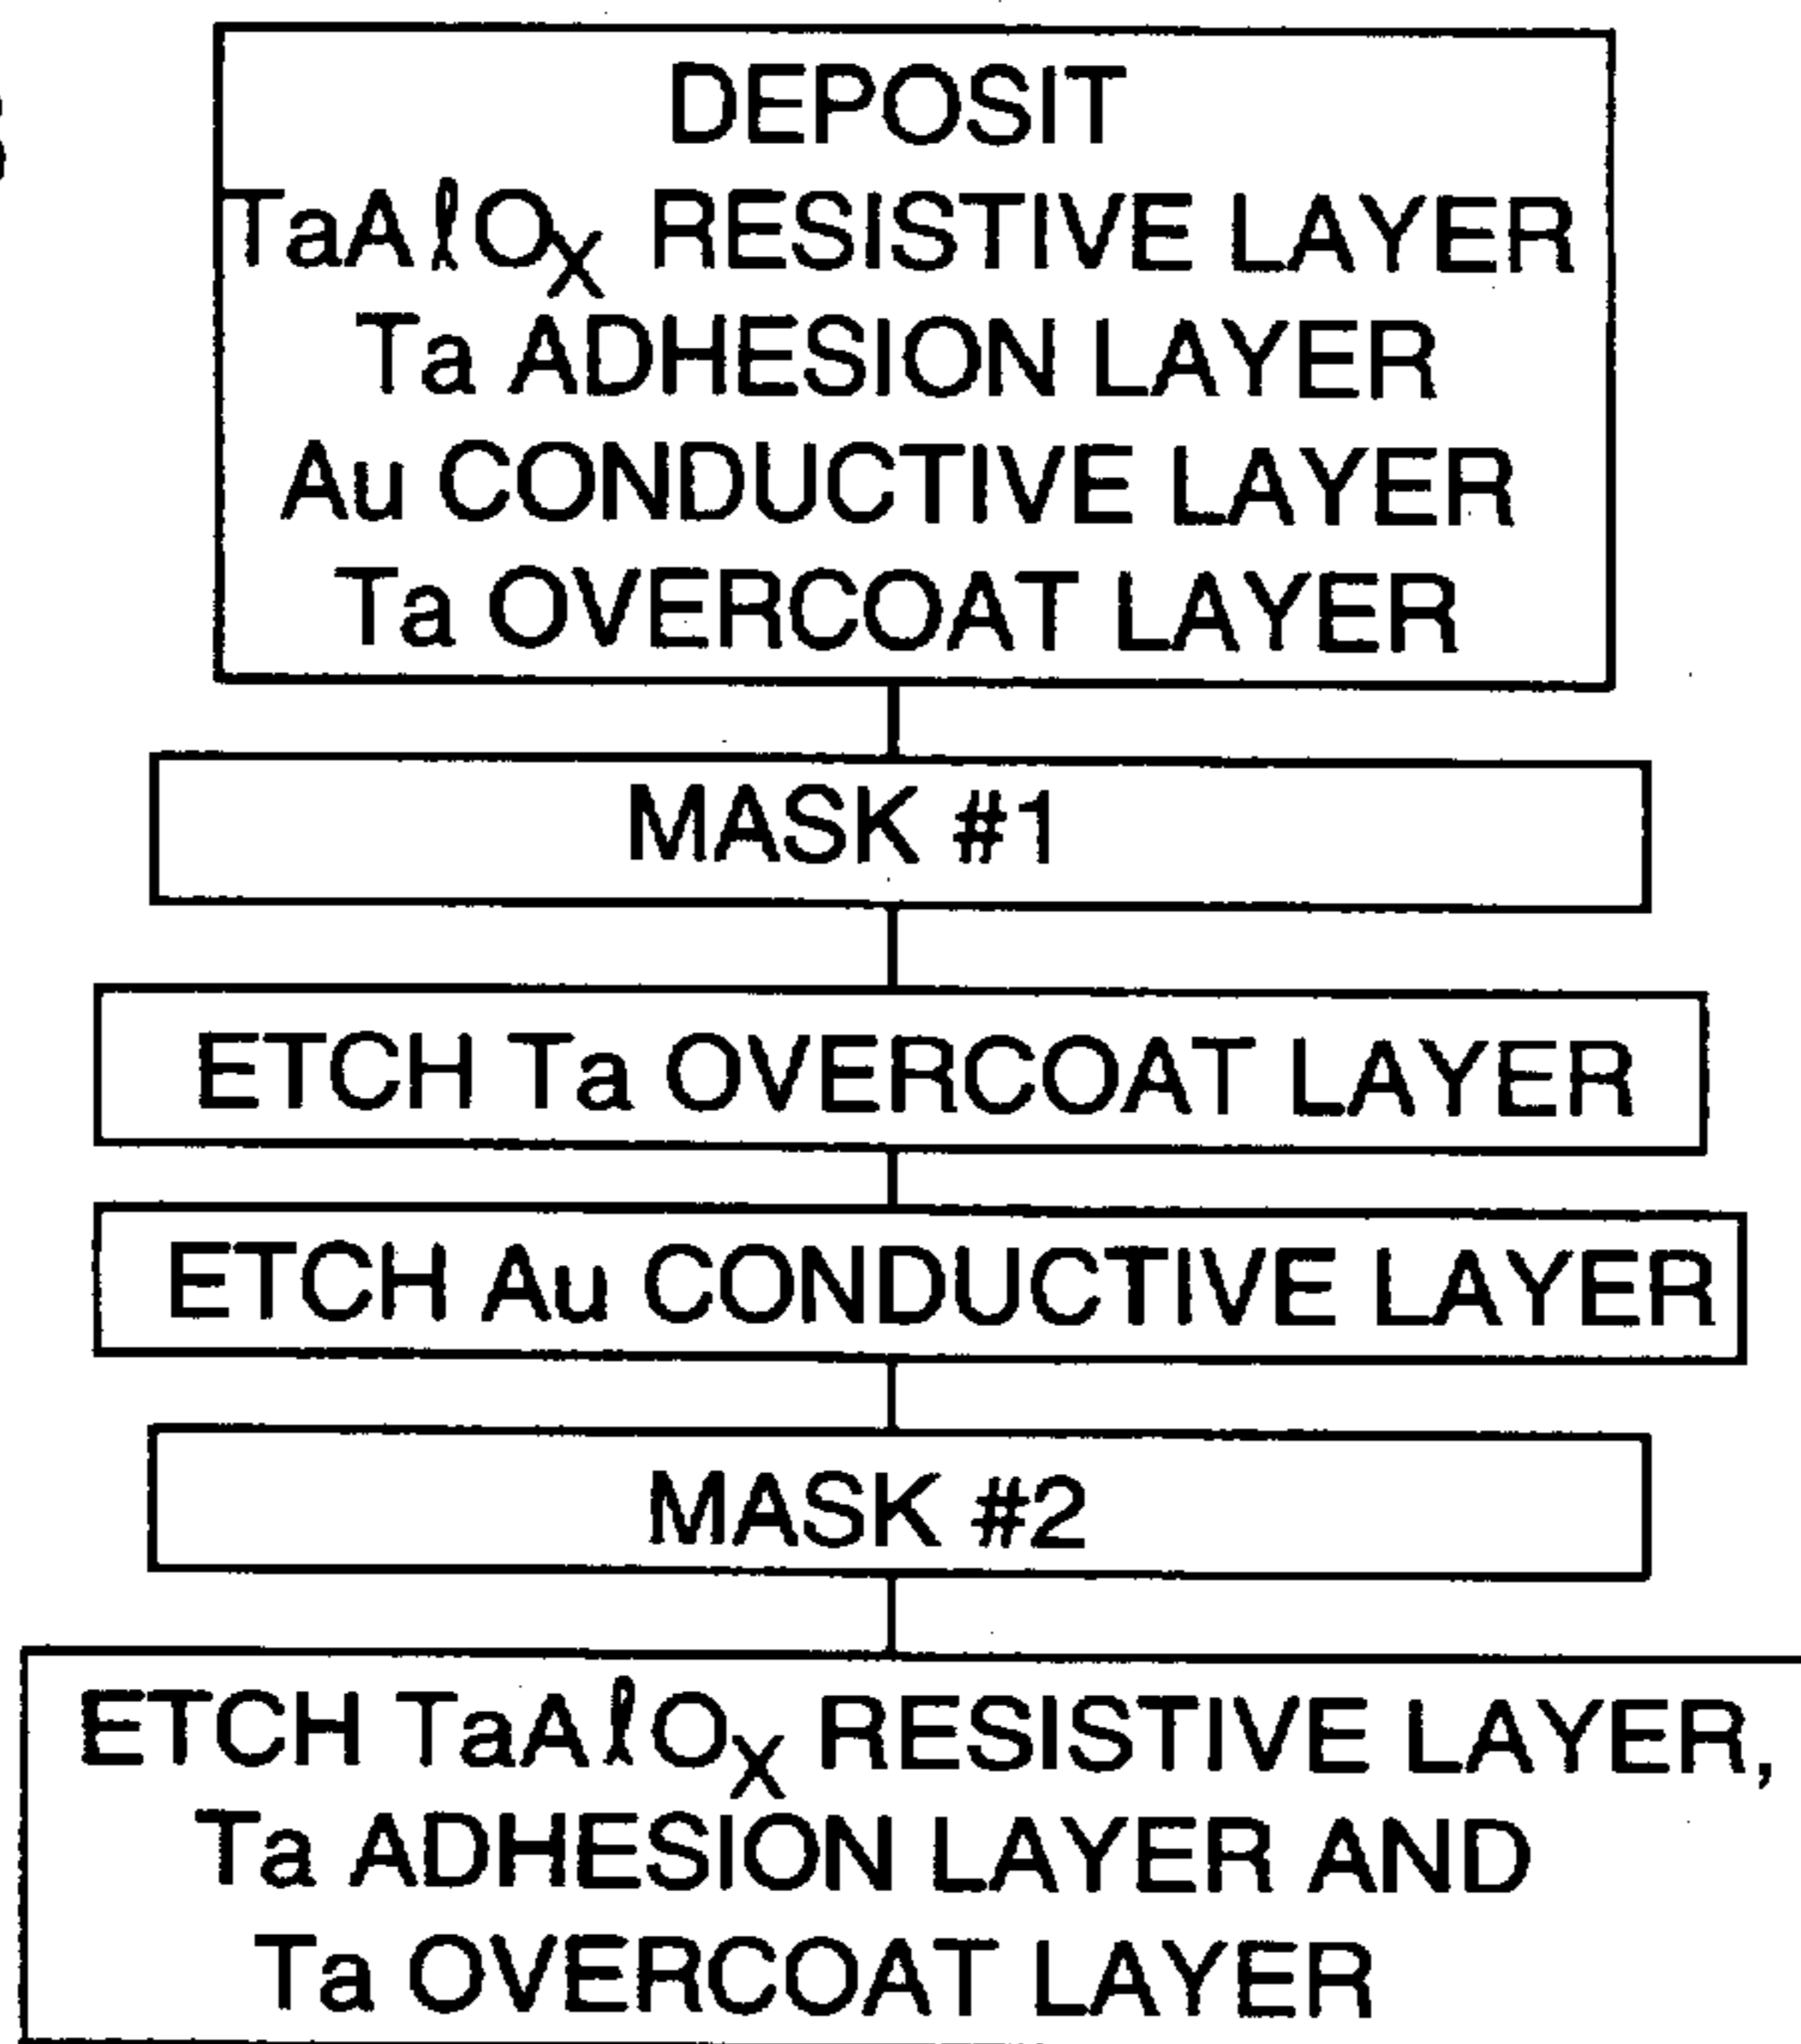 DEPOSIT
TaAlOx RESISTIVE LAYER
Ta ADHESION LAYER
Au CONDUCTIVE LAYER
Ta OVERCOAT LAYER
MASK #1
ETCH Ta OVERCOAT LAYER
ETCH Au CONDUCTIVE LAYER
MASK #2
ETCH TaAlOx RESISTIVE LAYER,
Ta ADHESION LAYER AND
Ta OVERCOAT LAYER